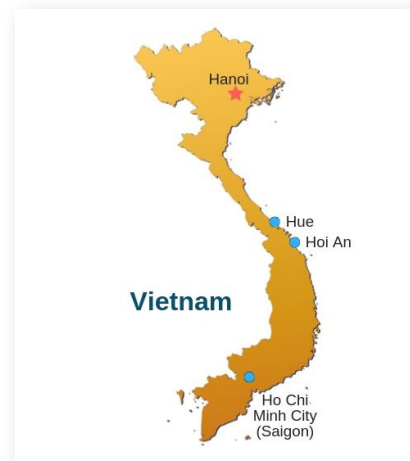 Hanoi
Hue
Hoi An
Vietnam
Ho Chi
Minh City
(Saigon)